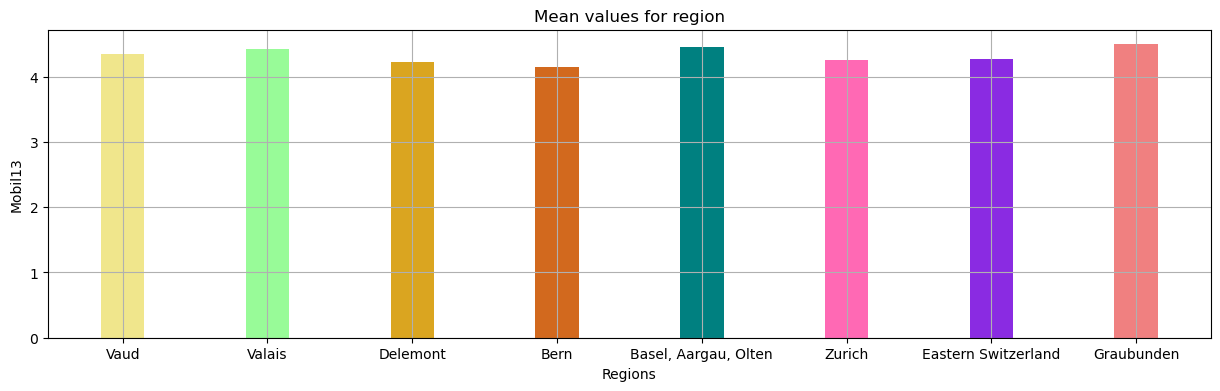 Mean values for region
Mobil13
4
3
2
1
0
Vaud Valais Delemont Bern Basel, Aargau, Olten Zurich Eastern Switzerland Graubunden
Regions